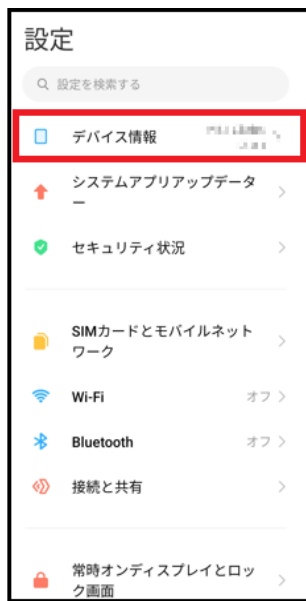 設定
設定を検索する
デバイス情報
システムアプリアップデータ
ー
セキュリティ状況
SIMカードとモバイルネット
ワーク
Wi-Fi オフ
Bluetooth オフ
接続と共有
常時オンディスプレイとロッ
ク画面